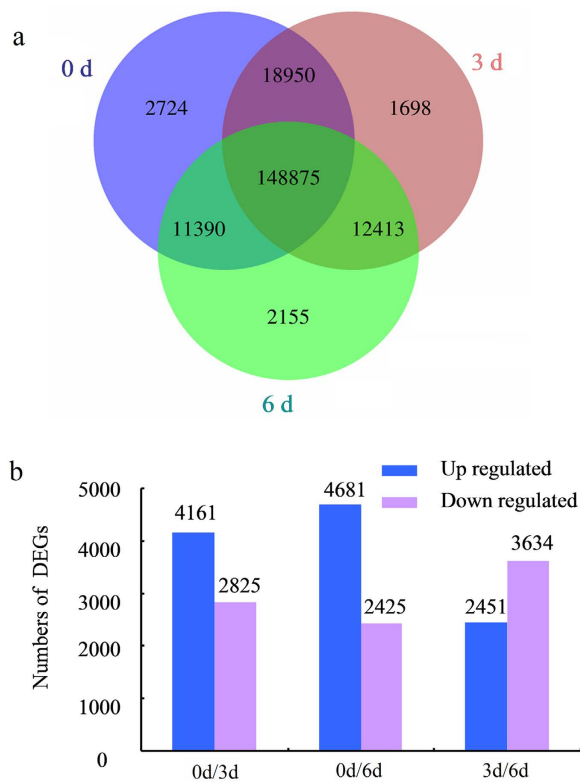 a
0 d
3 d
18950
2724
1698
148875
11390
12413
2155
6 d
b
Up regulated
Down regulated
Numbers of DEGs
5000
4000
3000
2000
1000
0
4161
2825
4681
2425
2451
3634
0d/3d
0d/6d
3d/6d